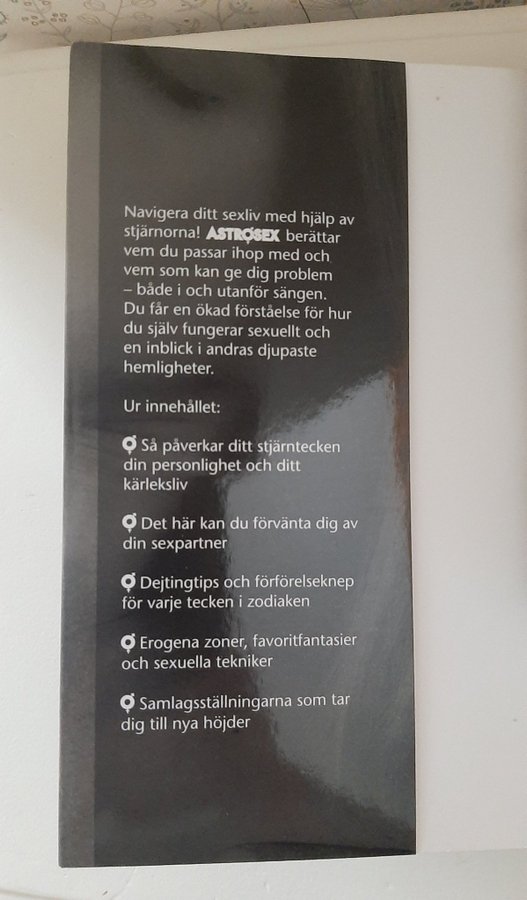 Navigera ditt sexliv med hjälp av
stjärnorna! ASTROSEX berättar
vem du passar ihop med och
vem som kan ge dig problem
– både i och utanför sängen.
Du får en ökad förståelse för hur
du själv fungerar sexuellt och
en inblick i andras djupaste
hemligheter.
Ur innehållet:
Så påverkar ditt stjärntecken
din personlighet och ditt
kärleksliv
Det här kan du förvänta dig av
din sexpartner
Dejtingtips och förförelseknep
för varje tecken i zodiaken
Erogena zoner, favoritfantasier
och sexuella tekniker
Samlagsställningarna som tar
dig till nya höjder